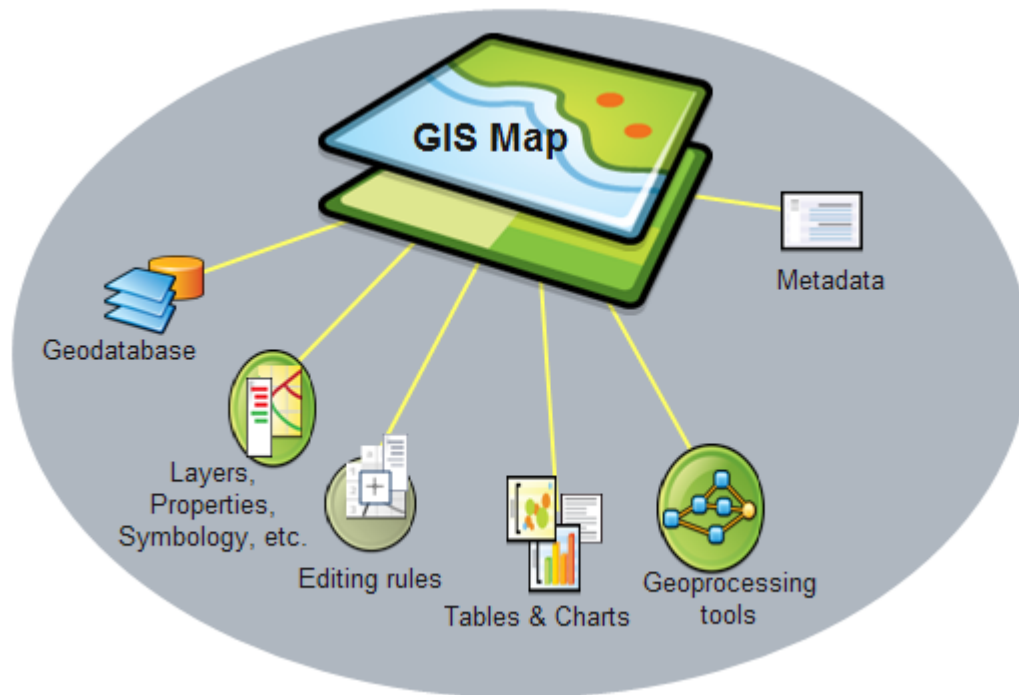 GIS Map
Metadata
Geodatabase
Layers,
Properties,
Symbology, etc.
Editing rules
Tables & Charts
Geoprocessing
tools